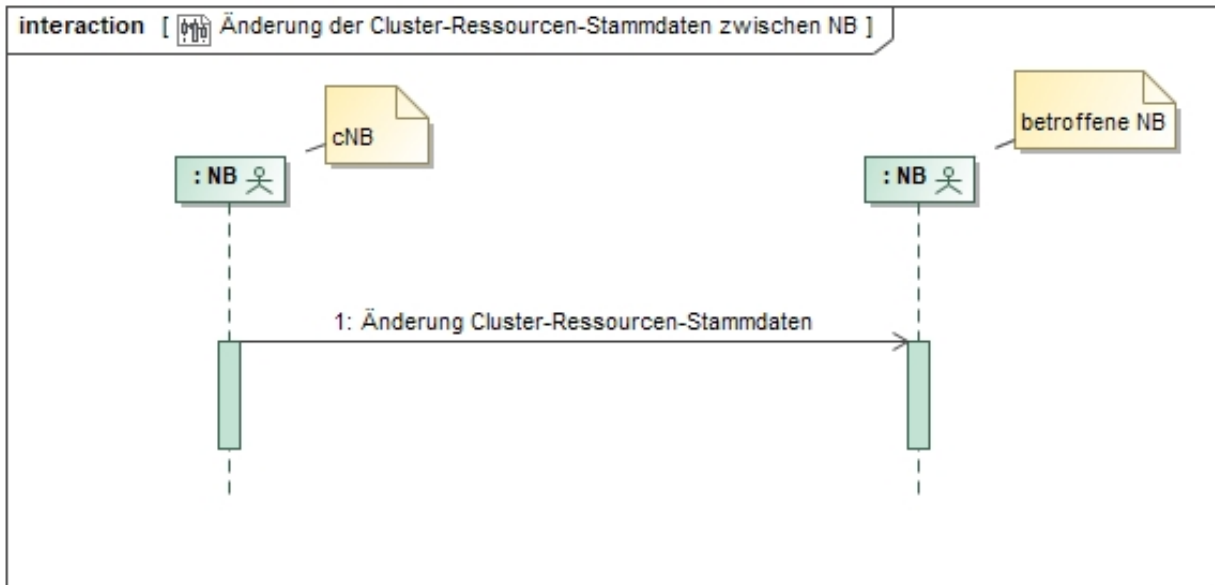 interaction [ Änderung der Cluster-Ressourcen-Stammdaten zwischen NB ]
cNB
betroffene NB
: NB
: NB
1: Änderung Cluster-Ressourcen-Stammdaten